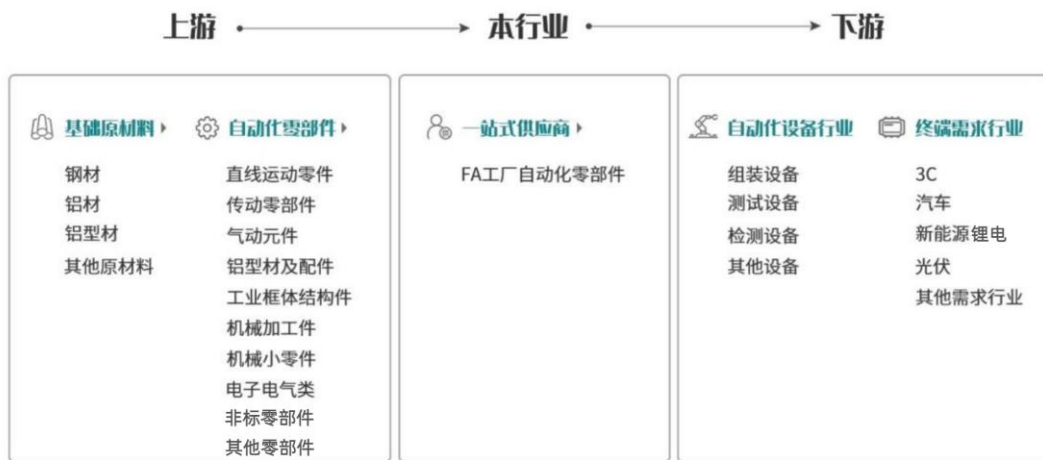 上游
本行业
下游
基础原材料
钢材
铝材
铝型材
其他原材料
自动化零部件
直线运动零件
传动零部件
气动元件
铝型材及配件
工业框体结构件
机械加工件
机械小零件
电子电气类
非标零部件
其他零部件
一站式供应商
FA工厂自动化零部件
自动化设备行业
组装设备
测试设备
检测设备
其他设备
终端需求行业
3C
汽车
新能源锂电
光伏
其他需求行业